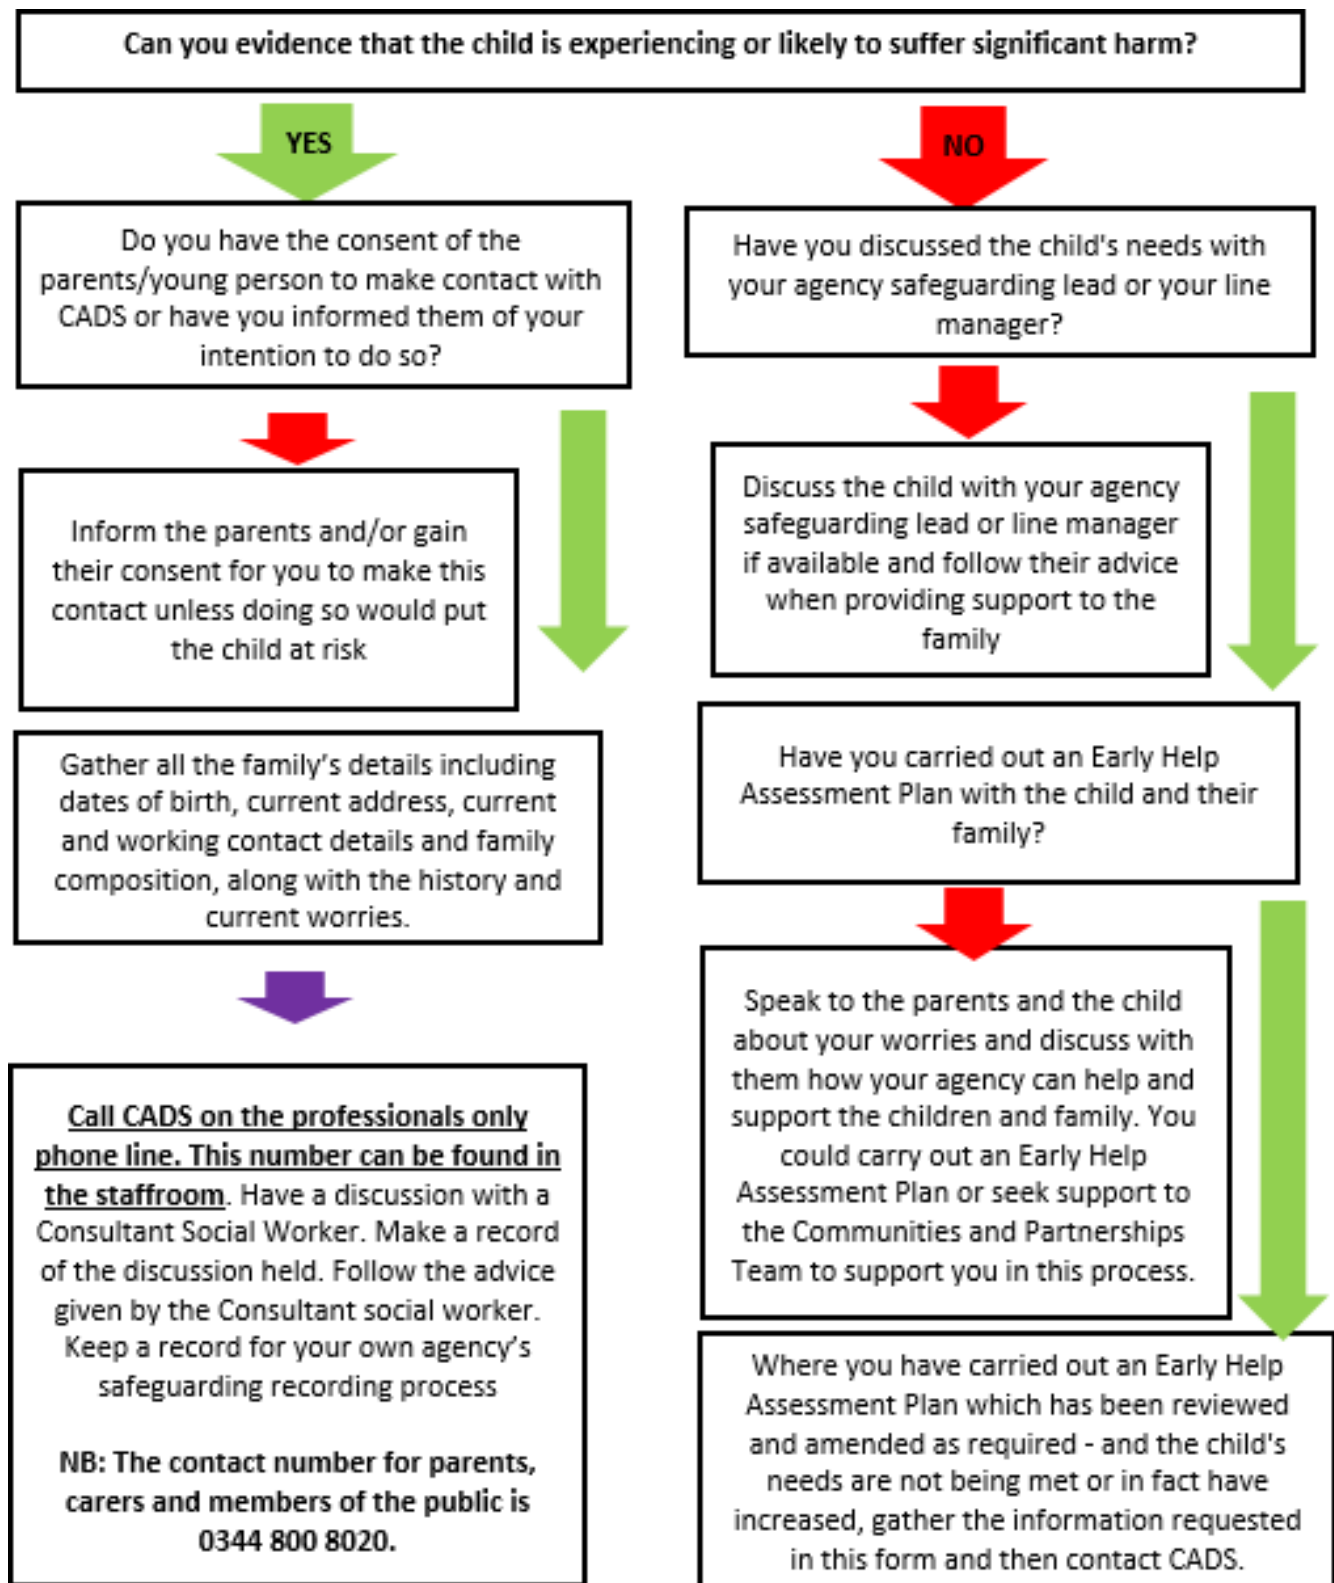 Can you evidence that the child is experiencing or likely to suffer significant harm?
YES
NO
Do you have the consent of the
parents/young person to make contact with
CADS or have you informed them of your
intention to do so?
Have you discussed the child's needs with
your agency safeguarding lead or your line
manager?
Inform the parents and/or gain
their consent for you to make this
contact unless doing so would put
the child at risk
Discuss the child with your agency
safeguarding lead or line manager
if available and follow their advice
when providing support to the
family
Gather all the family's details including
dates of birth, current address, current
and working contact details and family
composition, along with the history and
current worries.
Have you carried out an Early Help
Assessment Plan with the child and their
family?
Call CADS on the professionals only
phone line. This number can be found in
the staffroom. Have a discussion with a
Consultant Social Worker. Make a record
of the discussion held. Follow the advice
given by the Consultant social worker.
Keep a record for your own agency's
safeguarding recording process
NB: The contact number for parents,
carers and members of the public is
0344 800 8020.
Speak to the parents and the child
about your worries and discuss with
them how your agency can help and
support the children and family. You
could carry out an Early Help
Assessment Plan or seek support to
the Communities and Partnerships
Team to support you in this process.
Where you have carried out an Early Help
Assessment Plan which has been reviewed
and amended as required - and the child's
needs are not being met or in fact have
increased, gather the information requested
in this form and then contact CADS.